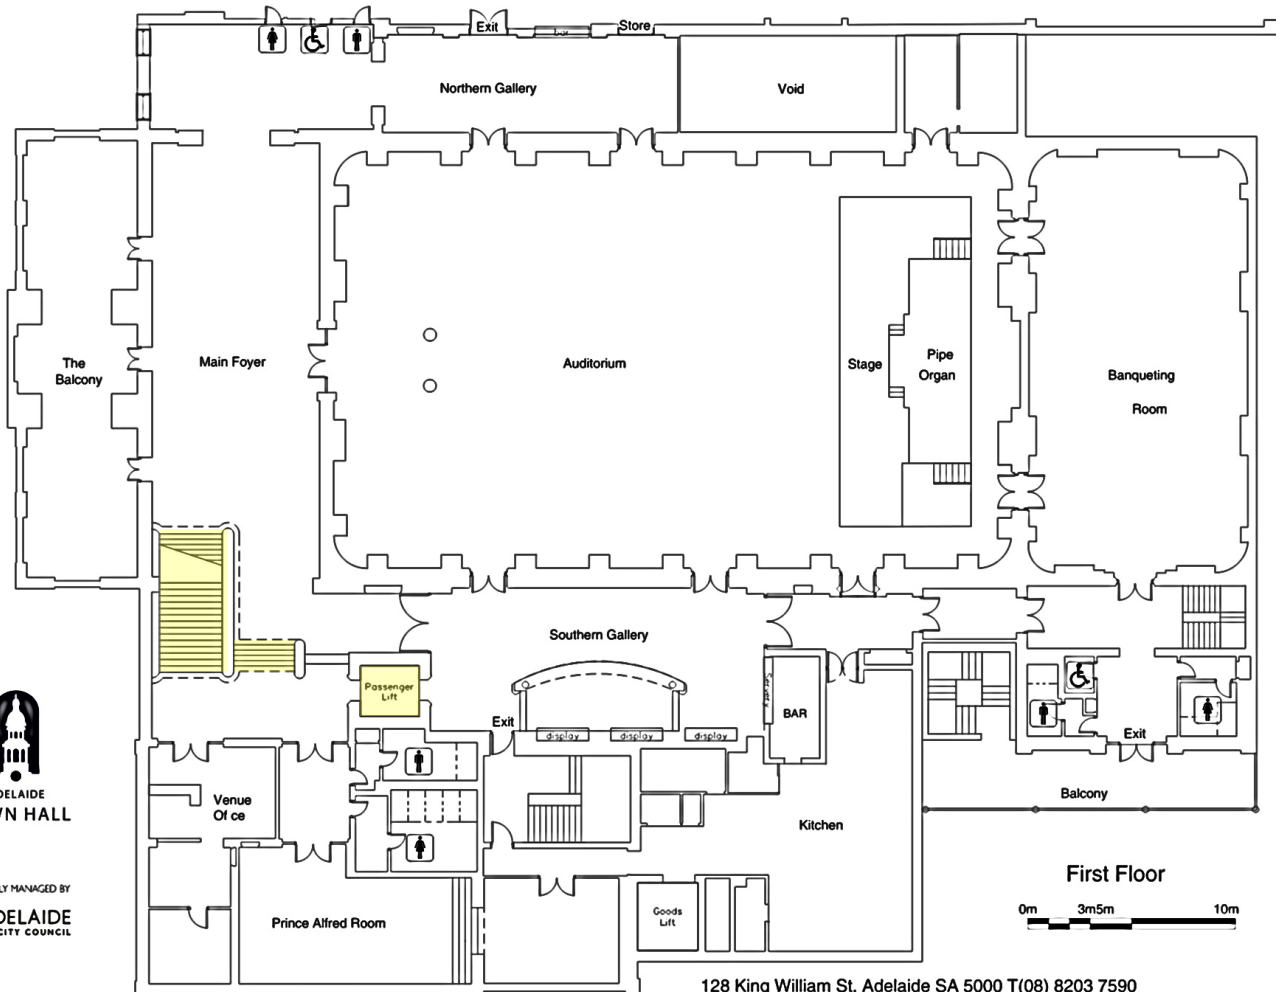 Exit
Store
Northern Gallery
Void
The
Balcony
Main Foyer
Auditorium
Stage
Pipe
Organ
Banqueting
Room
Southern Gallery
Passenger
Lift
Exit
display
display
display
BAR
Exit
Balcony
Venue
Of ce
Kitchen
Prince Alfred Room
Goods
Lift
DELAIDE
WN HALL
LY MANAGED BY
DELAIDE
CITY COUNCIL
First Floor
0m 3m5m 10m
128 King William St, Adelaide SA 5000 T(08) 8203 7590